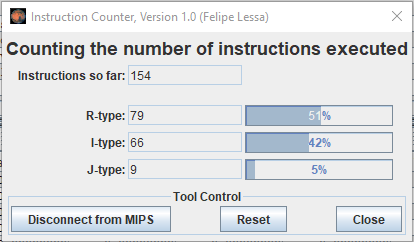 Instruction Counter, Version 1.0 (Felipe Lessa)
Counting the number of instructions executed
Instructions so far: 154
R-type: 79 51%
I-type: 66 42%
J-type: 9 5%
Tool Control
Disconnect from MIPS Reset Close